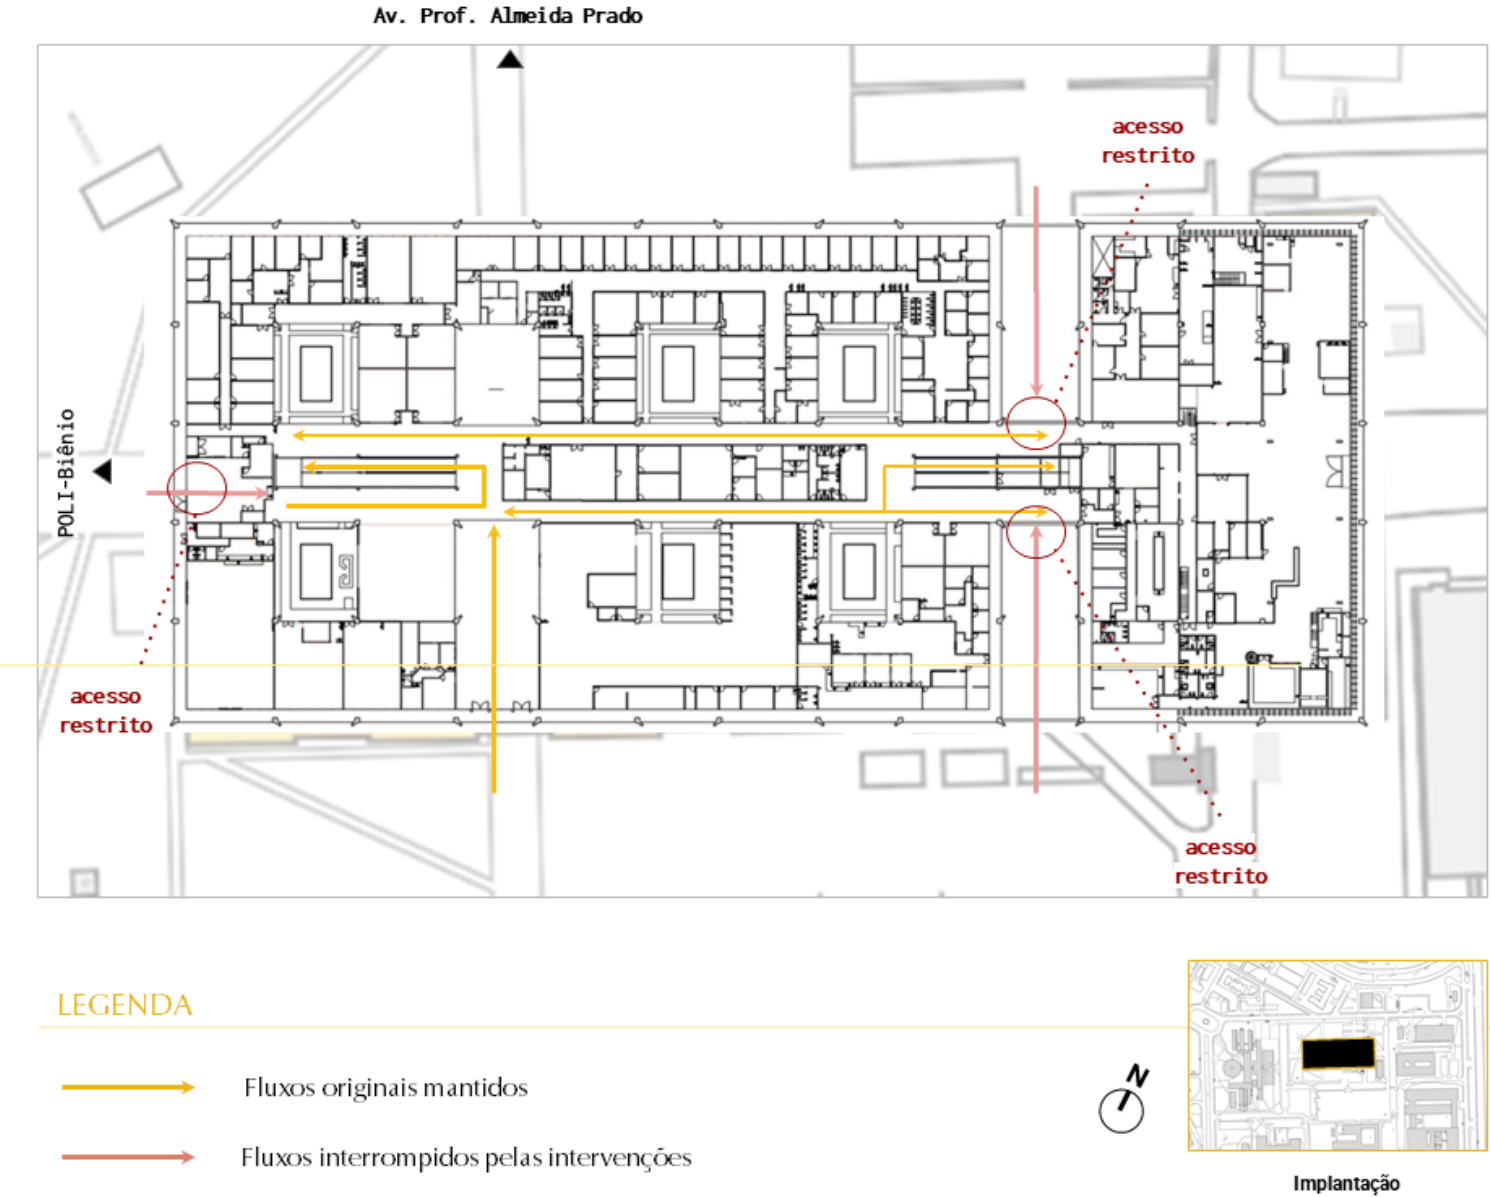 Av. Prof. Almeida Prado
acesso
restrito
POLI-Biênio
acesso
restrito
acesso
restrito
LEGENDA
Fluxos originais mantidos
Fluxos interrompidos pelas intervenções
N
Implantação